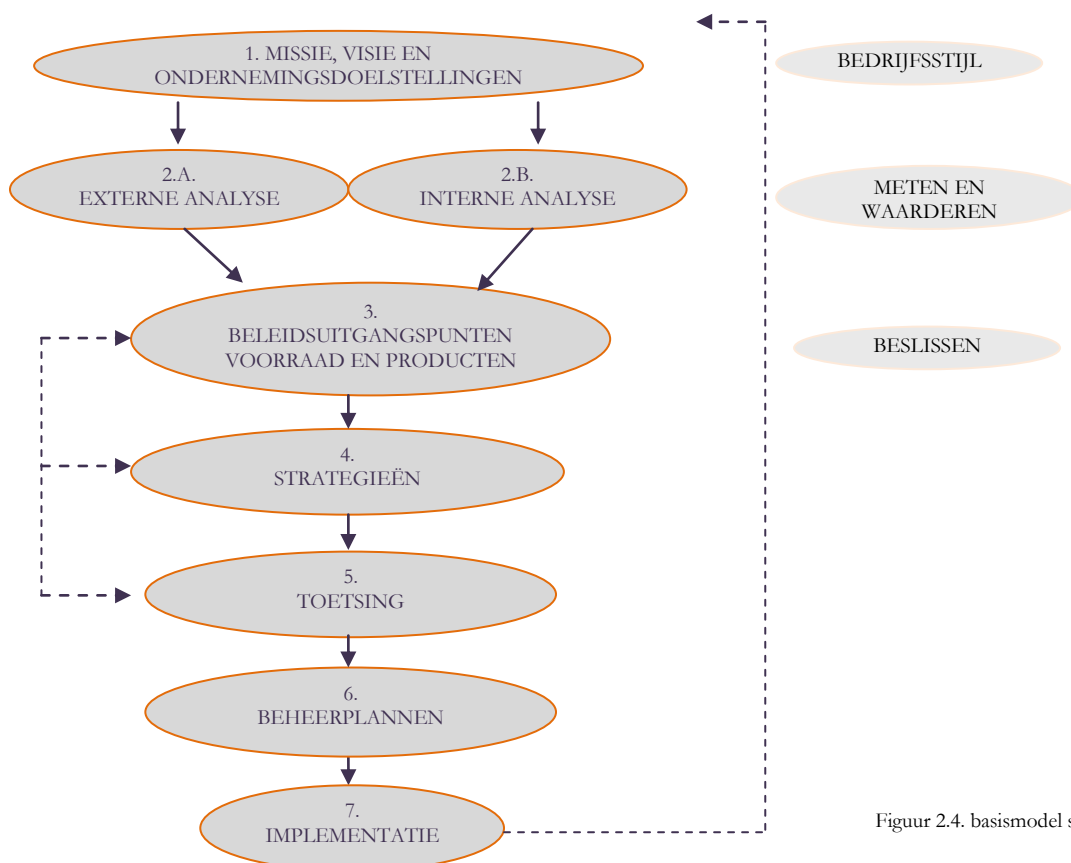 1. MISSIE, VISIE EN
ONDERNEMINGSDOELSTELLINGEN
2.A.
EXTERNE ANALYSE
2.B.
INTERNE ANALYSE
3.
BELEIDSUITGANGSPUNTEN
VOORRAAD EN PRODUCTEN
4.
STRATEGIEËN
5.
TOETSING
6.
BEHEERPLANNEN
7.
IMPLEMENTATIE
BEDRIJFSSTIJL
METEN EN
WAARDEREN
BESLISSEN
Figuur 2.4. basismodel s